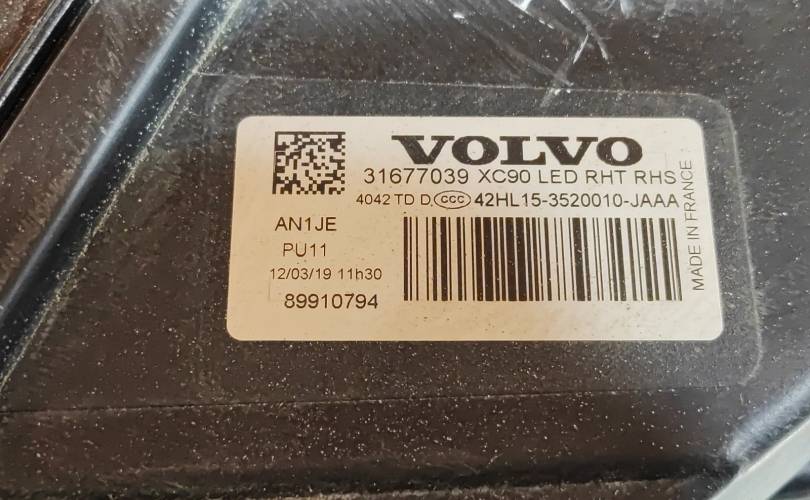 VOLVO
31677039 XC90 LED RHT RHS
4042 TD D, CCC 42HL15-3520010-JAAA
AN1JE
PU11
12/03/19 11h30
89910794
MADE IN FRANCE